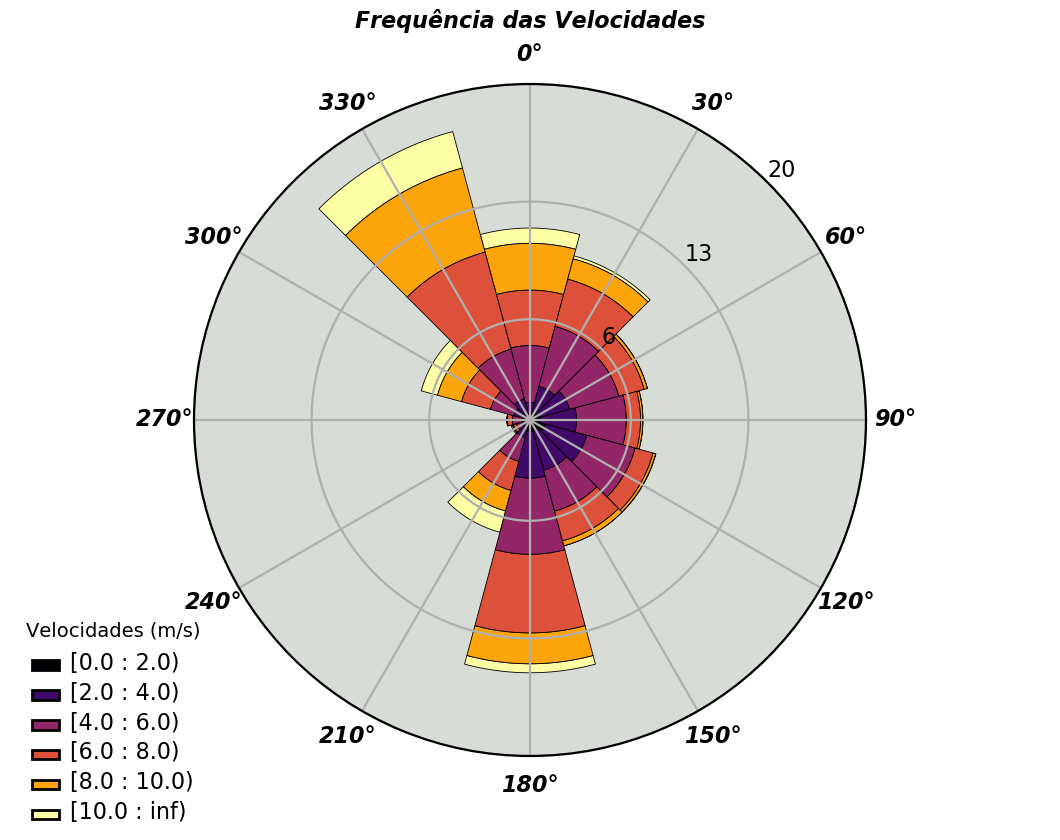 Frequência das Velocidades
0°
330°
30°
20
300°
60°
13
6
270°
90°
240°
120°
210°
150°
180°
Velocidades (m/s)
[0.0 : 2.0)
[2.0 : 4.0)
[4.0 : 6.0)
[6.0 : 8.0)
[8.0 : 10.0)
[10.0 : inf)